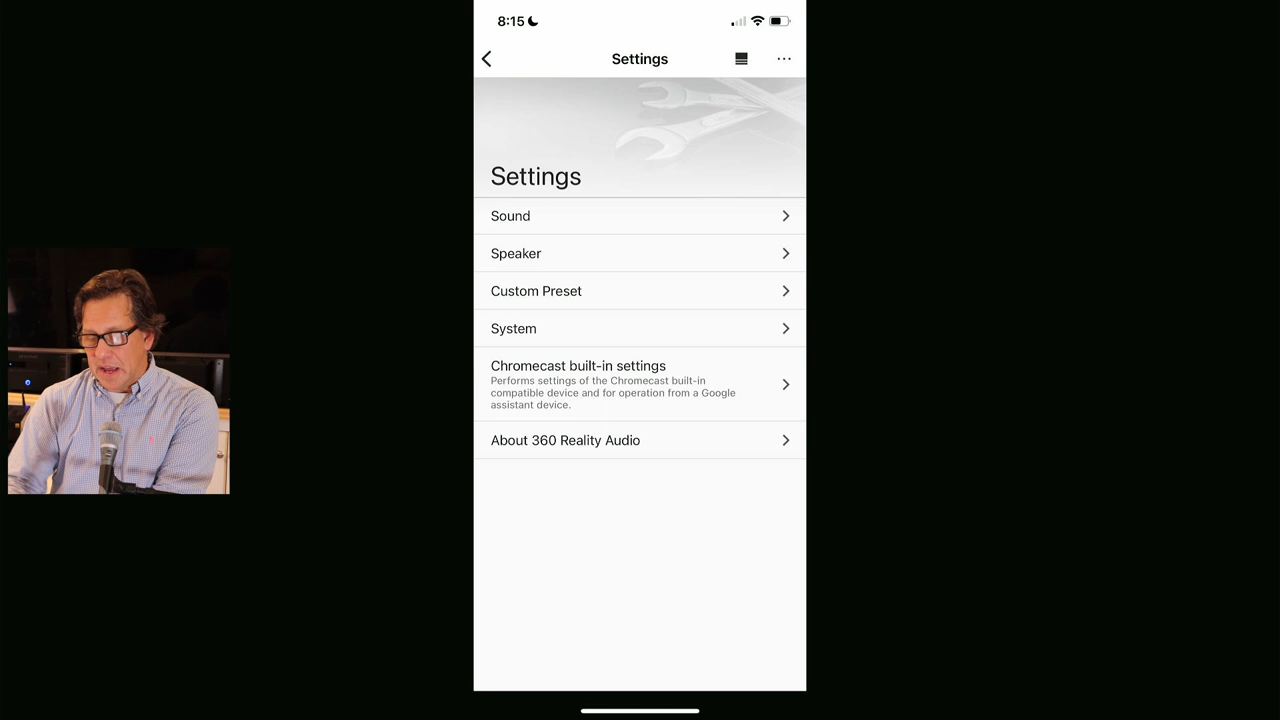 8:15
Settings
Settings
Sound
Speaker
Custom Preset
System
Chromecast built-in settings
Performs settings of the Chromecast built-in
compatible device and for operation from a Google
assistant device.
About 360 Reality Audio